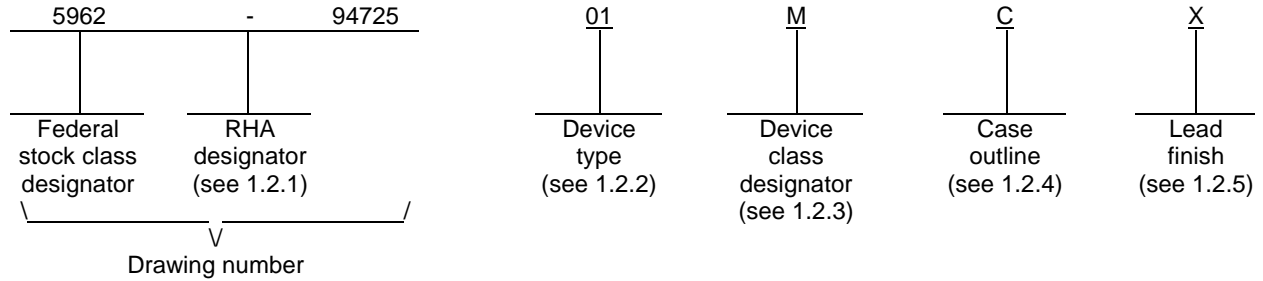 5962 - 94725 01 M C X
Federal stock class designator
RHA designator (see 1.2.1)
Device type (see 1.2.2)
Device class designator (see 1.2.3)
Case outline (see 1.2.4)
Lead finish (see 1.2.5)
\ /
\/
Drawing number